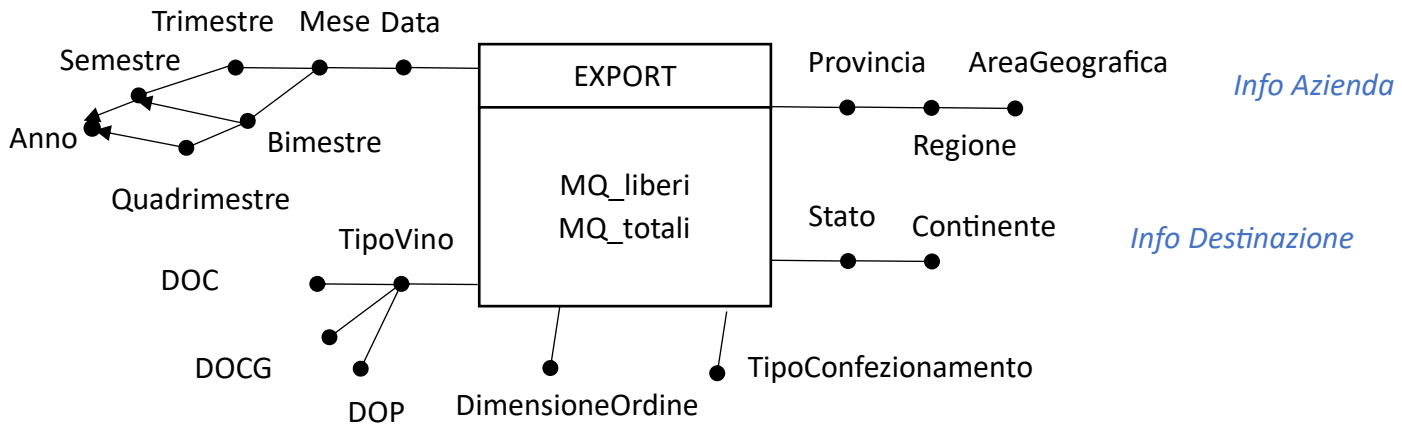 Trimestre Mese Data
Semestre
Anno
Bimestre
Quadrimestre
EXPORT
MQ_liberi
MQ_totali
Provincia AreaGeografica
Regione
Info Azienda
Stato Continente
Info Destinazione
TipoVino
DOC
DOCG
DOP
DimensioneOrdine
TipoConfezionamento